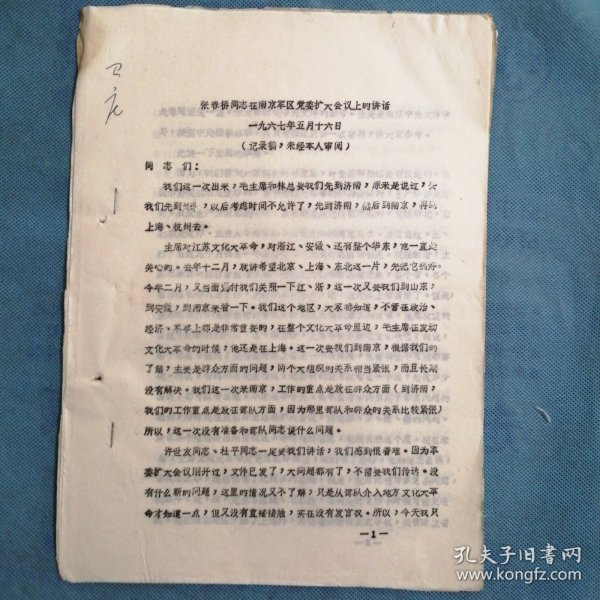 张春桥同志在南京军区党委扩大会议上的讲话
一九六七年五月十六日
（记录稿，未经本人审阅）
同志们：
我们这一次出来，毛主席和林总要我们先到济南，原来是说过，
我们先到，以后考虑时间不允许了，先到济南，然后到南京，再到
上海、杭州去。
主席对江苏文化大革命，对浙江、安徽、还有整个华东，他一直是
关心的。去年十二月，就讲希望北京、上海、东北这一片，先把它搞好。
今年二月，又当面交付我们关照一下江、浙，这一次又要我们到山东，
到安徽，到南京来看一下。我们这个地区，大家都知道，不管在政治、
经济、军事上都是非常重要的，在整个文化大革命里边，毛主席在发动
文化大革命的时候，他还是在上海。这一次要我们到南京，根据我们的
了解，主要是群众方面的问题，两个大组织的关系相当紧张，而且长期
没有解决。我们这一次来南京，工作的重点是放在群众方面（到济南，
我们的工作重点是放在部队方面，因为那里部队和群众的关系比较紧张）
所以，这一次没有准备和部队同志谈什么问题。
许世友同志、杜平同志一定要我们讲话，我们感到很着难。因为军
委扩大会议刚开过，文件已发了，大问题都有了，不需要我们传达。没
有什么新的问题，这里的情况又不了解，只是从部队介入地方文化大革
命才知道一点，但又没有直接接触，实在没有发言权。所以，今天我只
—1—
孔夫子旧书网
www.kongfz.com